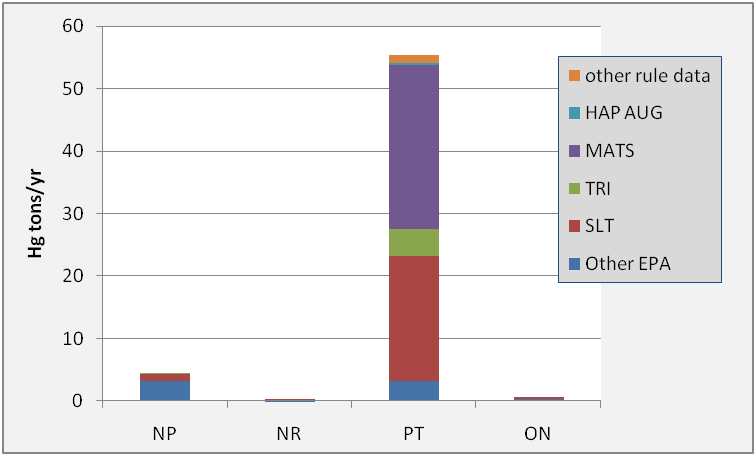 60
50
40
30
20
10
0
Hg tons/yr
NP
NR
PT
ON
other rule data
HAP AUG
MATS
TRI
SLT
Other EPA